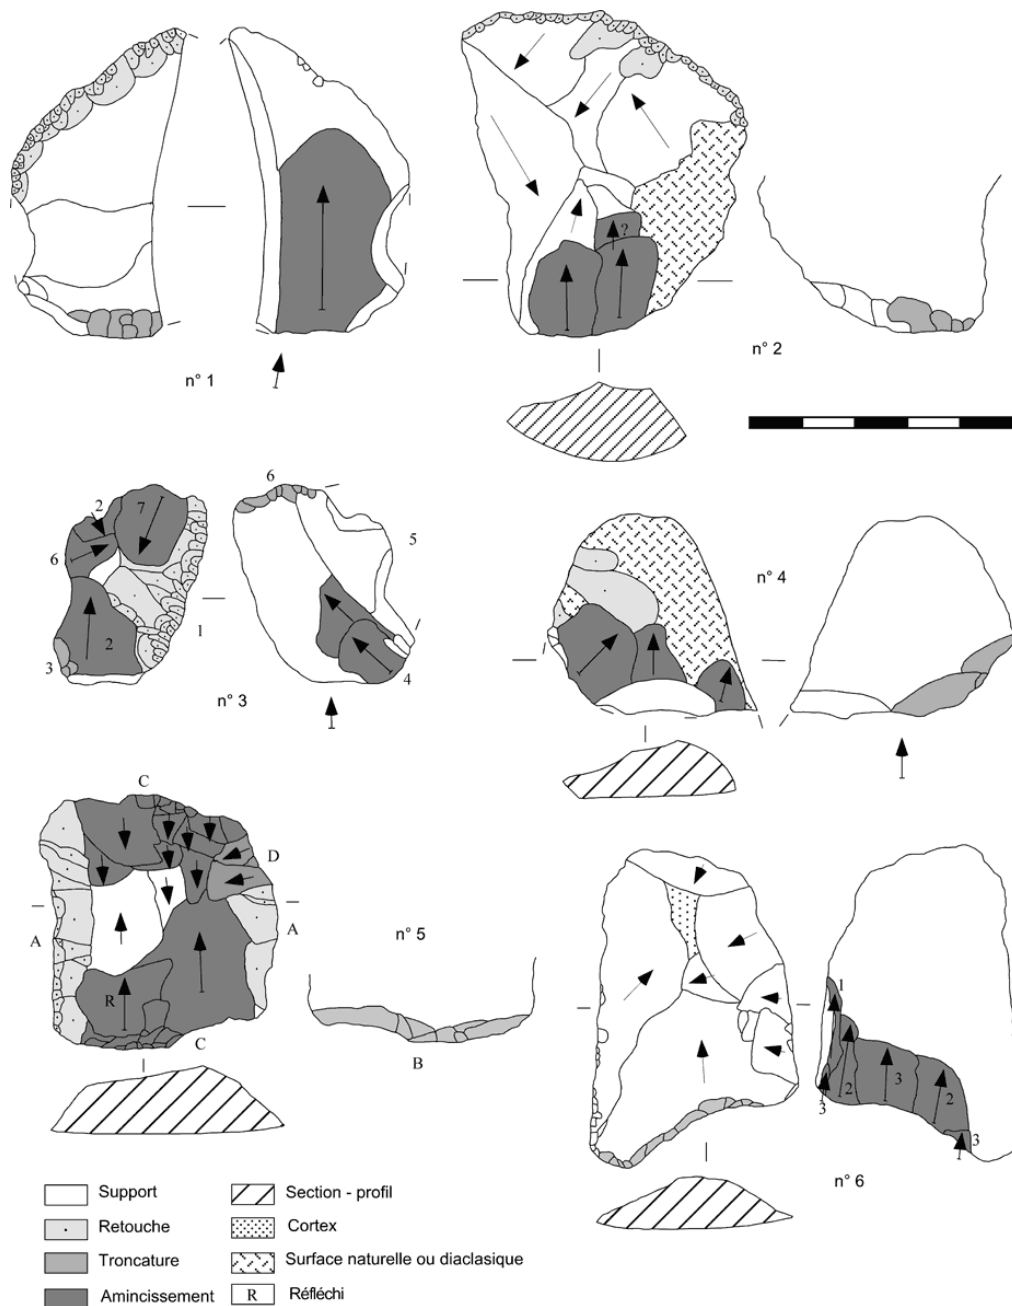 ?
n° 1
n° 2
6
2
7
6
5
2
1
3
4
n° 3
n° 4
C
D
A
A
R
C
n° 5
B
1
2
3
2
3
3
n° 6
Support
Section - profil
Retouche
Cortex
Troncature
Surface naturelle ou diaclasique
Amincissement
R
Réfléchi